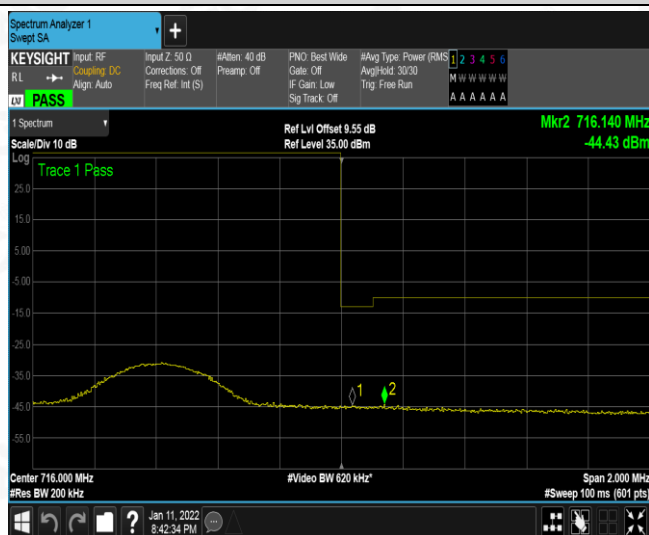 Spectrum Analyzer 1
Swept SA
+
KEYSIGHT
RL
LXI PASS
Input: RF
Coupling: DC
Align: Auto
Input Z: 50 Ω
Corrections: Off
Freq Ref: Int (S)
#Atten: 40 dB
Preamp: Off
PNO: Best Wide
Gate: Off
IF Gain: Low
Sig Track: Off
#Avg Type: Power (RMS
Avg|Hold: 30/30
Trig: Free Run
1 2 3 4 5 6
M W W W W W
A A A A A A
1 Spectrum
Scale/Div 10 dB
Ref Lvl Offset 9.55 dB
Ref Level 35.00 dBm
Mkr2 716.140 MHz
-44.43 dBm
Log
Trace 1 Pass
25.0
15.0
5.00
-5.00
-15.0
-25.0
-35.0
-45.0
-55.0
1
2
Center 716.000 MHz
#Res BW 200 kHz
#Video BW 620 kHz*
Span 2.000 MHz
#Sweep 100 ms (601 pts)
?
Jan 11, 2022
8:42:34 PM